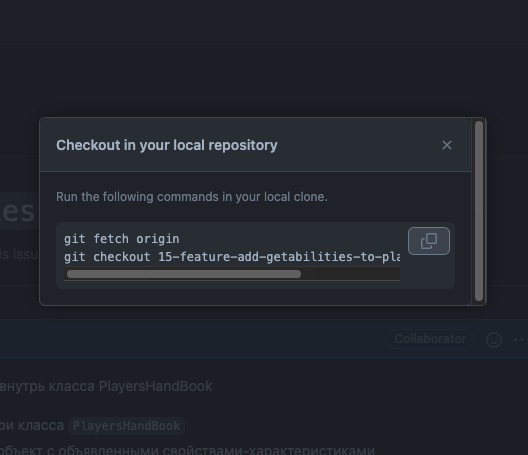 Checkout in your local repository
Run the following commands in your local clone.
git fetch origin
git checkout 15-feature-add-getabilities-to-pla
es
is issu
Collaborator
внутрь класса PlayersHandBook
ри класса PlayersHandBook
объект с объявленными свойствами-характеристиками